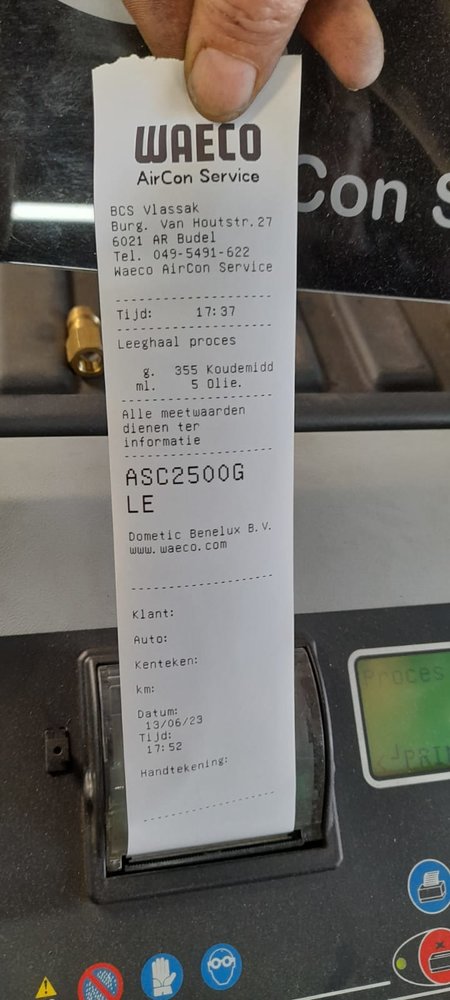 WAECO
AirCon Service
Con S
BCS Vlassak
Burg. Van Houtstr. 27
6021 AR Budel
Tel. 049-5491-622
Waeco AirCon Service
Tijd: 17:37
Leeghaal proces
g. 355 Koudemidd
ml. 5 Olie.
Alle meetwaarden
dienen ter
informatie
ASC2500G
LE
Dometic Benelux B.V.
www.waeco.com
Klant:
Auto:
Kenteken:
km:
Datum:
13/06/23
Tijd:
17:52
Handtekening:
Proces
PRI